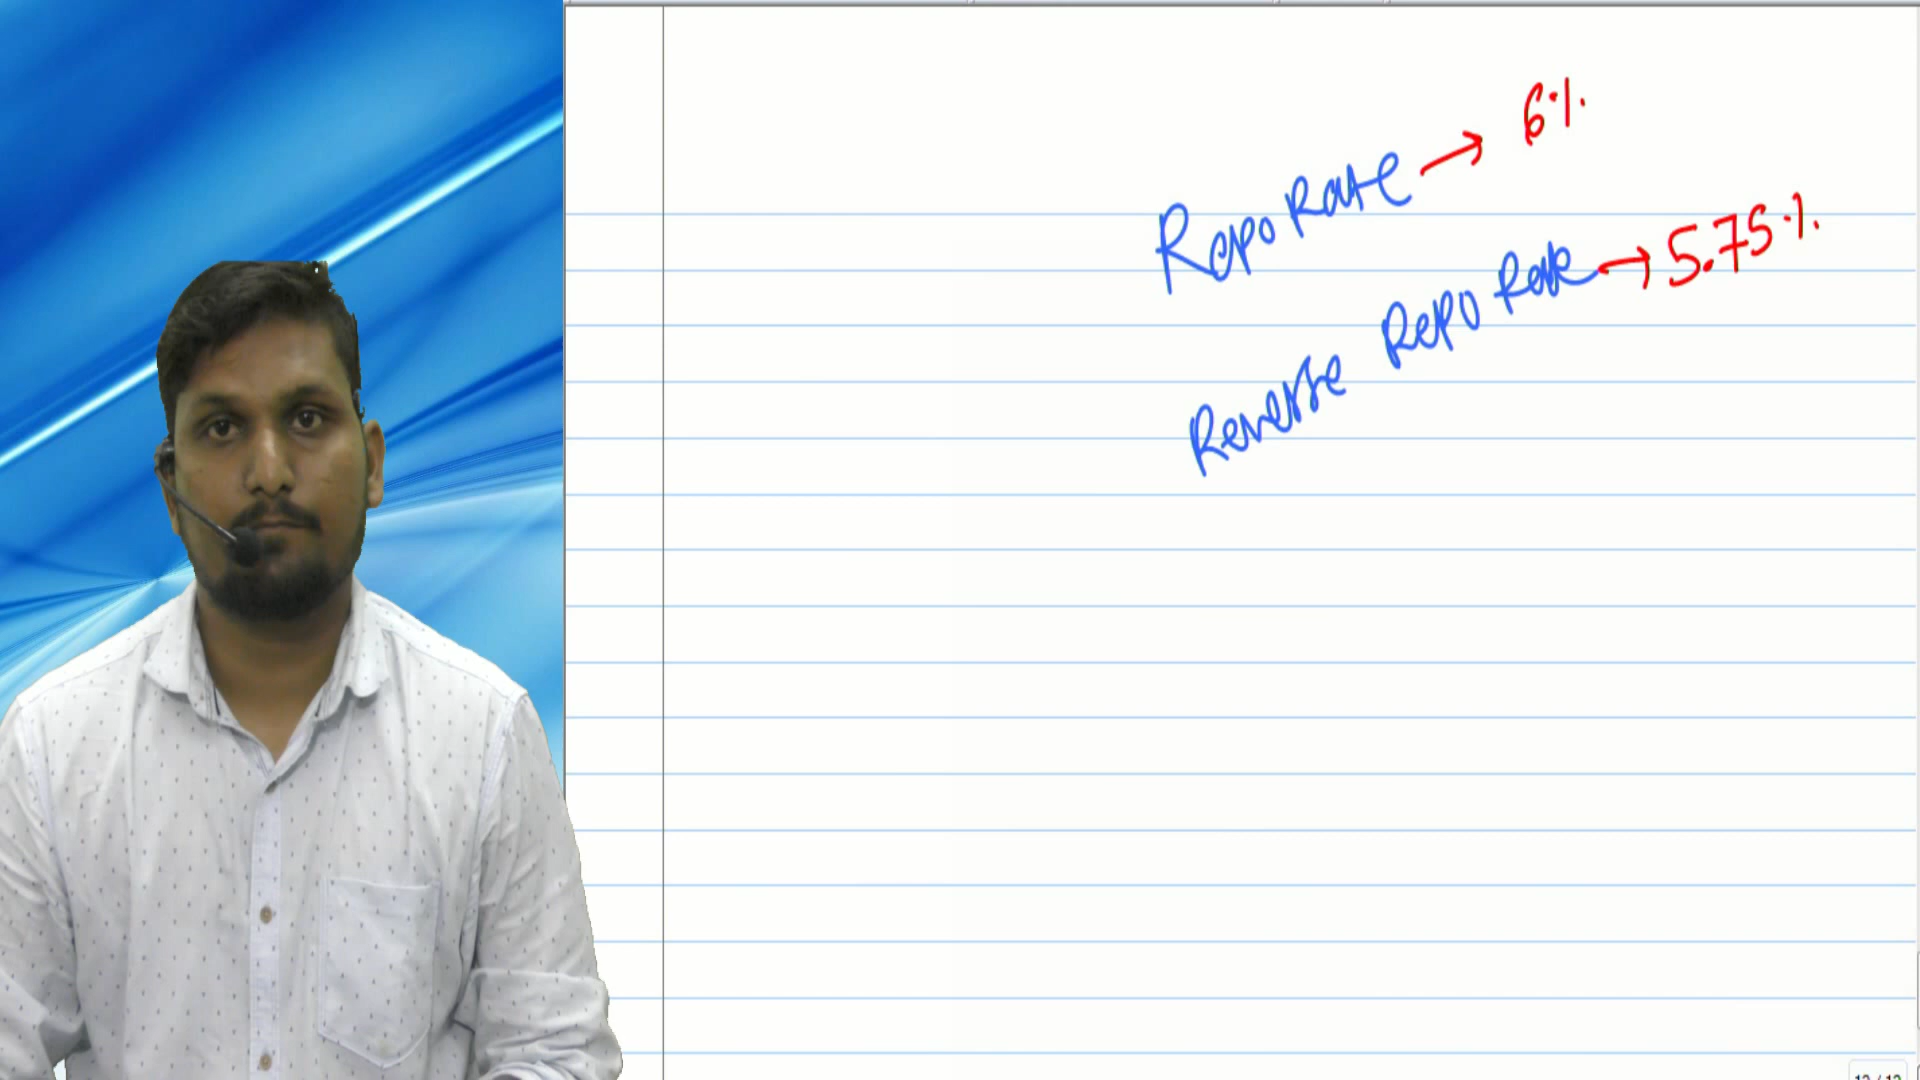 Repo Rate → 6%
Reverse Repo Rate → 5.75%